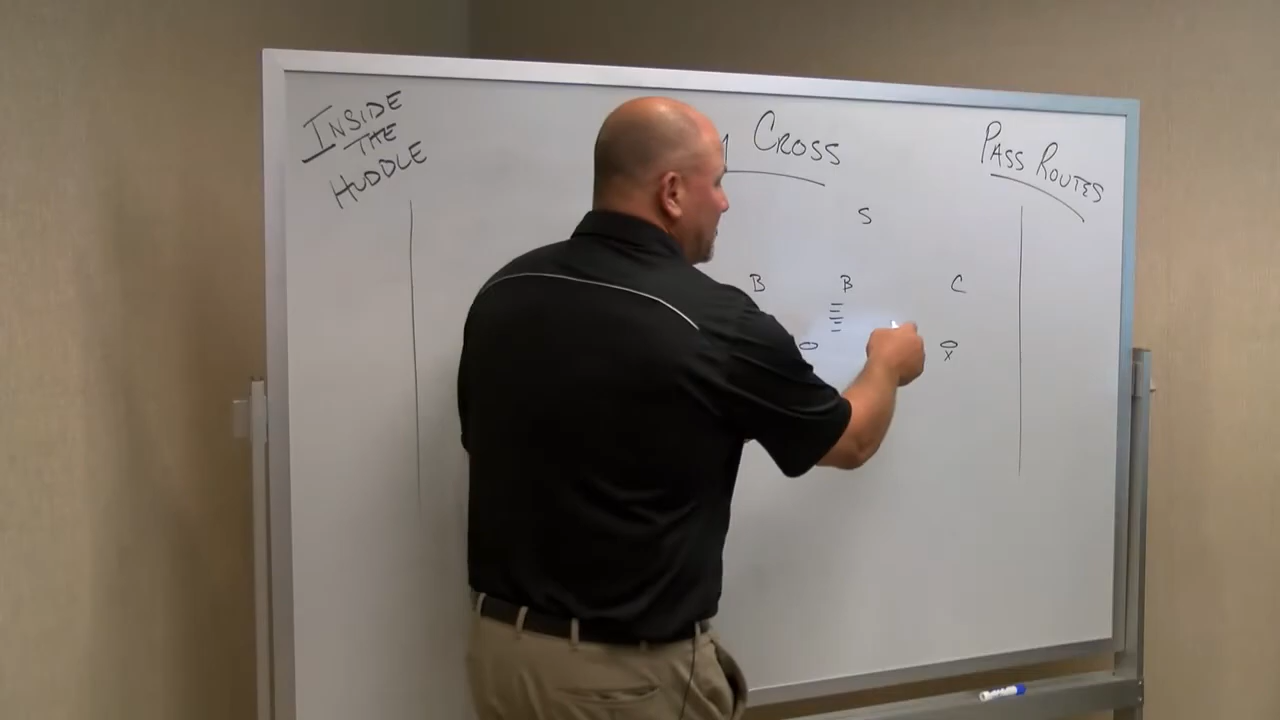 INSIDE
THE
HUDDLE
CROSS
PASS ROUTES
S
B B C
X